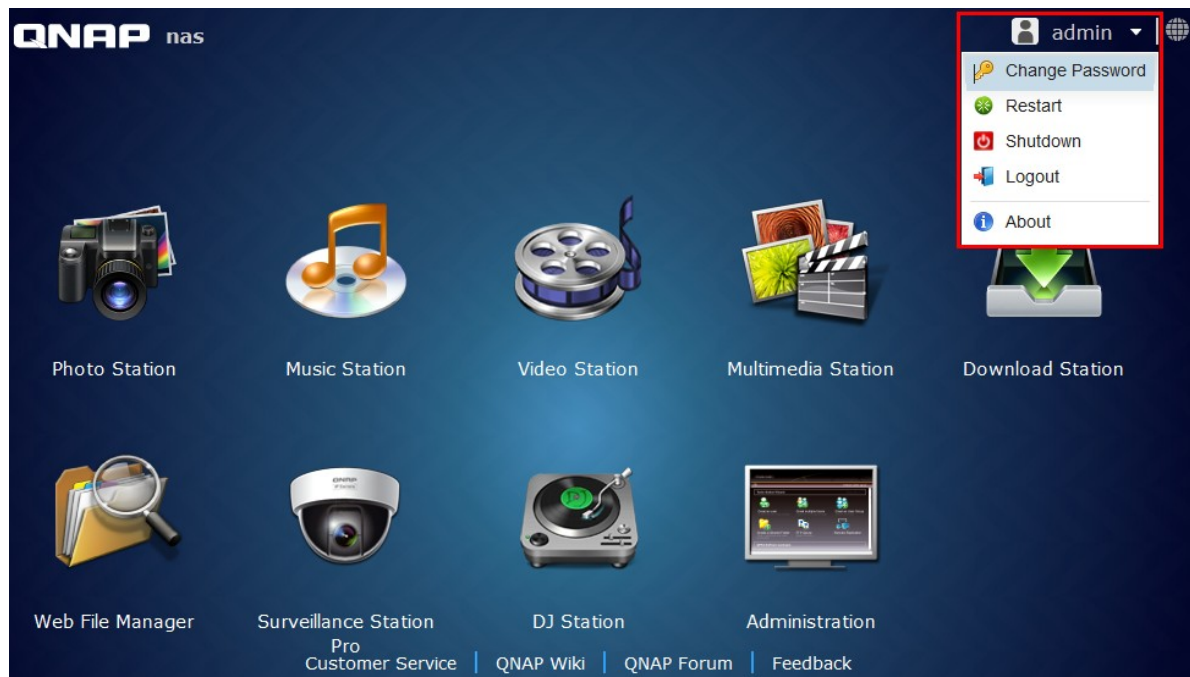 QNAP nas
admin
Change Password
Restart
Shutdown
Logout
About
Photo Station
Music Station
Video Station
Multimedia Station
Download Station
QNAP
Web File Manager
Surveillance Station
Pro
DJ Station
Administration
Customer Service
QNAP Wiki
QNAP Forum
Feedback